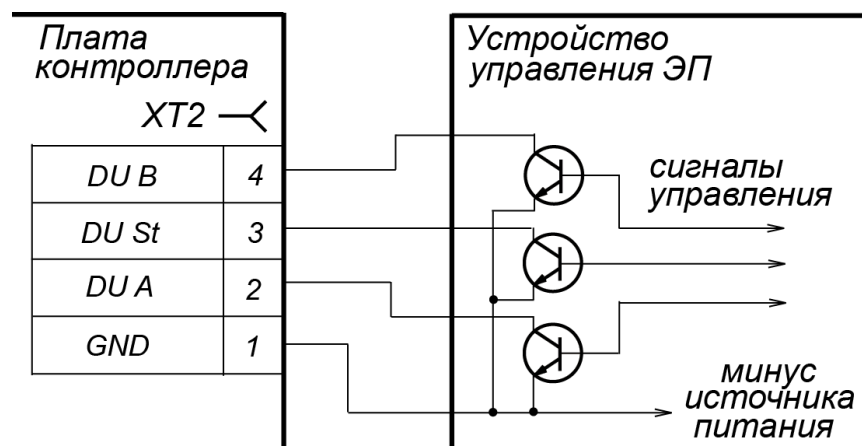 Плата
контроллера
XT2
DU B 4
DU St 3
DU A 2
GND 1
Устройство
управления ЭП
сигналы
управления
минус
источника
питания